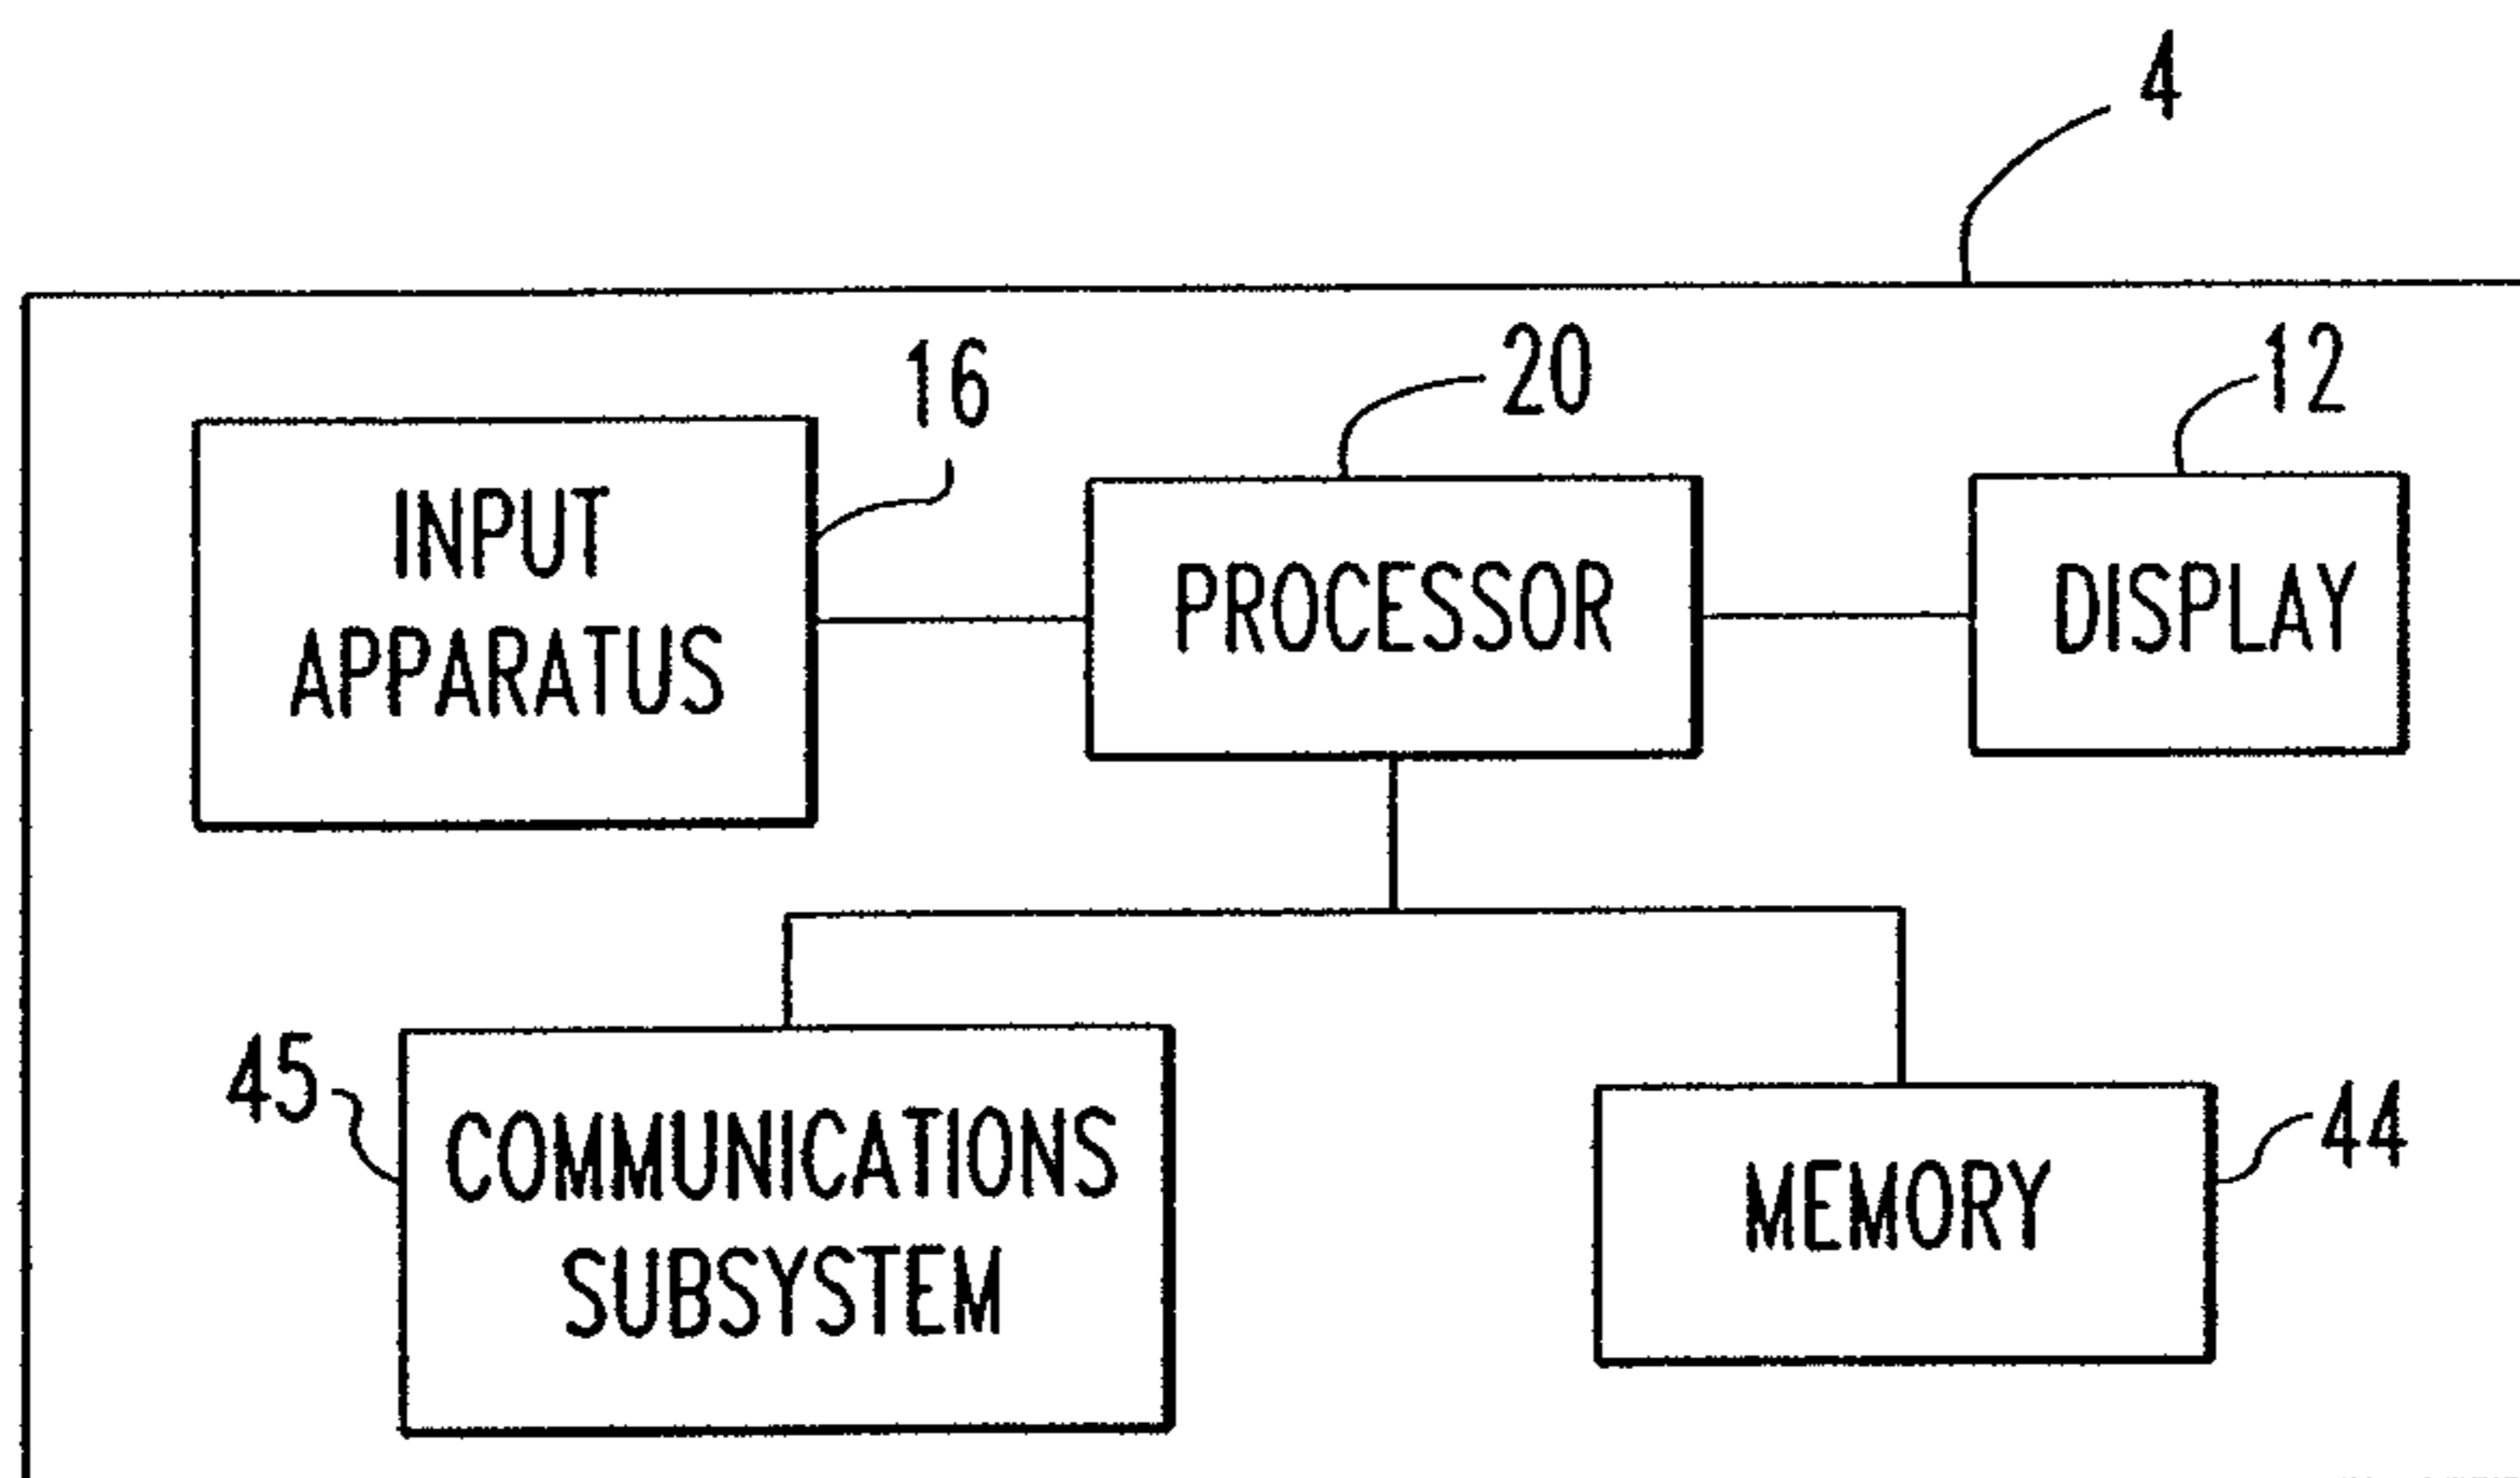 4
16
20
12
INPUT
APPARATUS
PROCESSOR
DISPLAY
45
COMMUNICATIONS
SUBSYSTEM
44
MEMORY